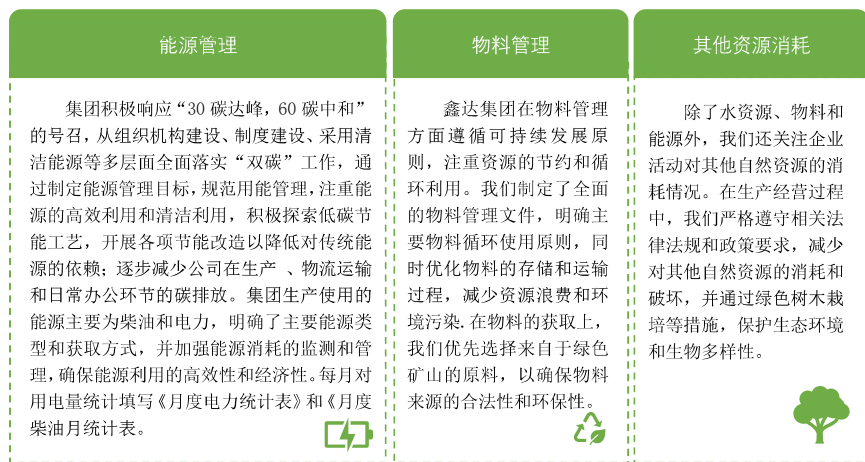 能源管理
集团积极响应“30 碳达峰，60 碳中和”
的号召，从组织机构建设、制度建设、采用清
洁能源等多层面全面落实“双碳”工作，通
过制定能源管理目标，规范用能管理，注重能
源的高效利用和清洁利用，积极探索低碳节
能工艺，开展各项节能改造以降低对传统能
源的依赖；逐步减少公司在生产 、物流运输
和日常办公环节的碳排放。集团生产使用的
能源主要为柴油和电力，明确了主要能源类
型和获取方式，并加强能源消耗的监测和管
理，确保能源利用的高效性和经济性。每月对
用电量统计填写《月度电力统计表》和《月度
柴油月统计表。
物料管理
鑫达集团在物料管理
方面遵循可持续发展原
则，注重资源的节约和循
环利用。我们制定了全面
的物料管理文件，明确主
要物料循环使用原则，同
时优化物料的存储和运输
过程，减少资源浪费和环
境污染.在物料的获取上，
我们优先选择来自于绿色
矿山的原料，以确保物料
来源的合法性和环保性。
其他资源消耗
除了水资源、物料和
能源外，我们还关注企业
活动对其他自然资源的消
耗情况。在生产经营过程
中，我们严格遵守相关法
律法规和政策要求，减少
对其他自然资源的消耗和
破坏，并通过绿色树木栽
培等措施，保护生态环境
和生物多样性。